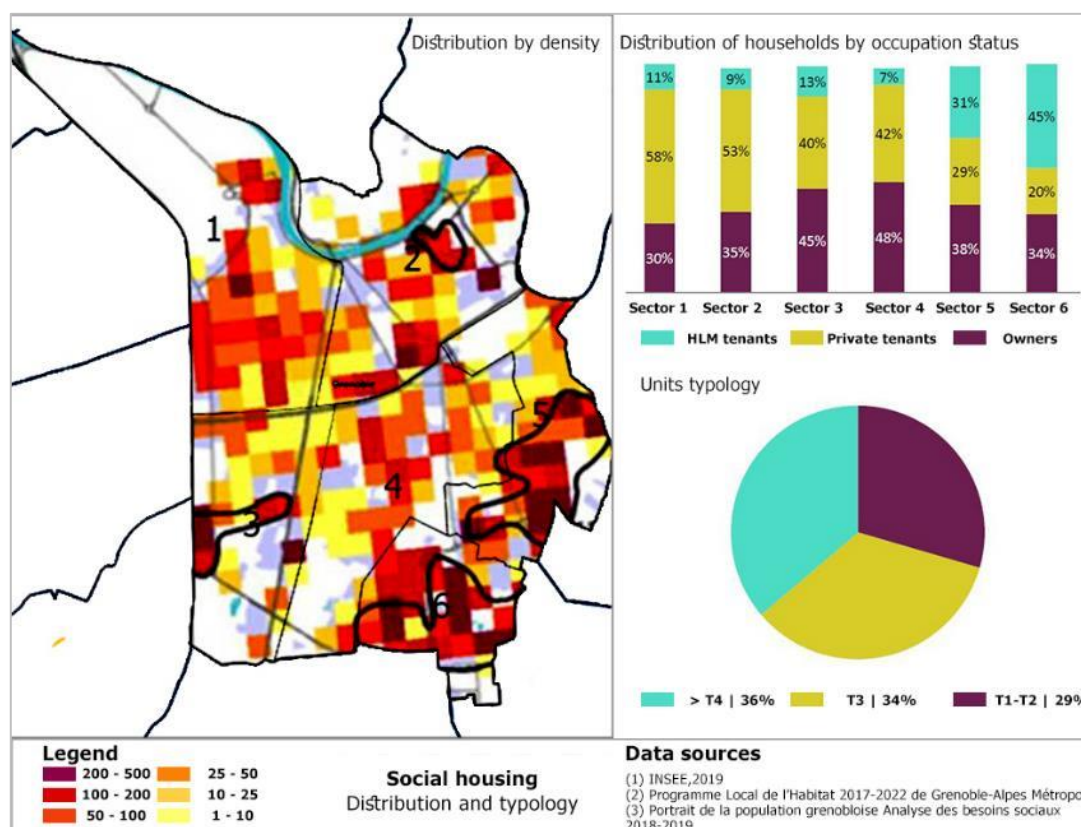 Distribution by density
1
2
3
4
5
6
Grenoble
Distribution of households by occupation status
11% 9% 13% 7% 31% 45%
58% 53% 40% 42% 29% 20%
30% 35% 45% 48% 38% 34%
Sector 1 Sector 2 Sector 3 Sector 4 Sector 5 Sector 6
HLM tenants Private tenants Owners
Units typology
> T4 | 36% T3 | 34% T1-T2 | 29%
Legend
200 - 500 25 - 50
100 - 200 10 - 25
50 - 100 1 - 10
Social housing
Distribution and typology
Data sources
(1) INSEE,2019
(2) Programme Local de l'Habitat 2017-2022 de Grenoble-Alpes Métropo
(3) Portrait de la population grenobloise Analyse des besoins sociaux
2018-2019